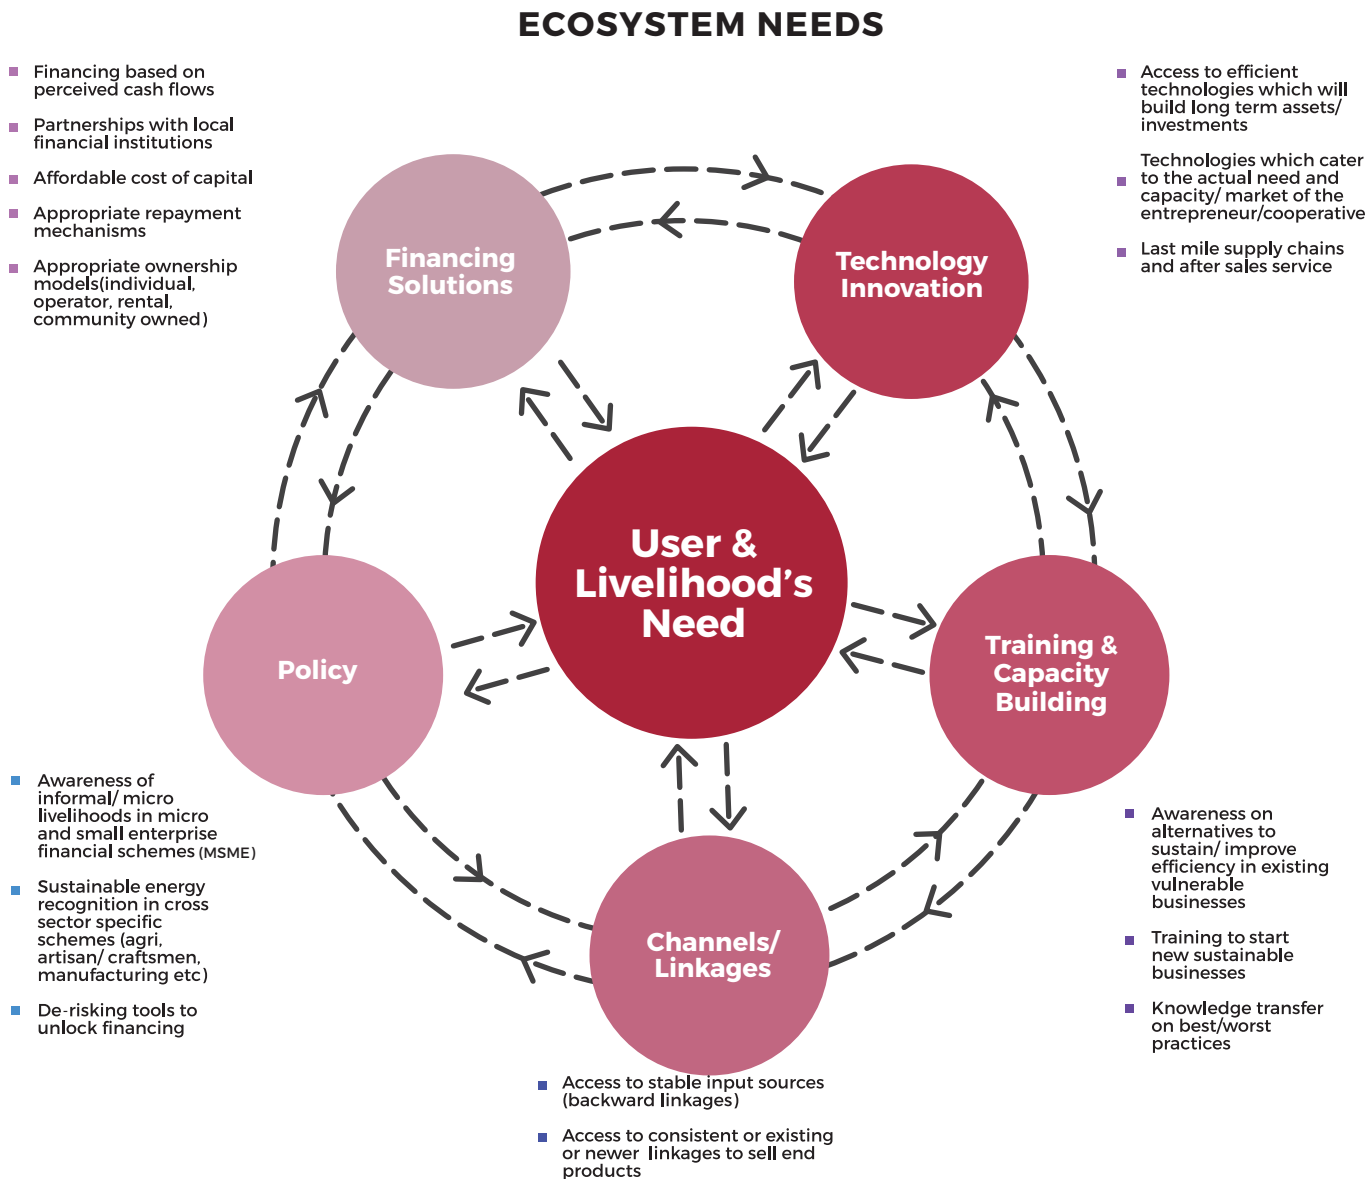 ECOSYSTEM NEEDS
Financing based on
perceived cash flows
Partnerships with local
financial institutions
Affordable cost of capital
Appropriate repayment
mechanisms
Appropriate ownership
models(individual,
operator, rental,
community owned)
Access to efficient
technologies which will
build long term assets/
investments
Technologies which cater
to the actual need and
capacity/ market of the
entrepreneur/cooperative
Last mile supply chains
and after sales service
Financing
Solutions
Technology
Innovation
User &
Livelihood’s
Need
Policy
Training &
Capacity
Building
Channels/
Linkages
Awareness of
informal/ micro
livelihoods in micro
and small enterprise
financial schemes (MSME)
Sustainable energy
recognition in cross
sector specific
schemes (agri,
artisan/ craftsmen,
manufacturing etc)
De-risking tools to
unlock financing
Awareness on
alternatives to
sustain/ improve
efficiency in existing
vulnerable
businesses
Training to start
new sustainable
businesses
Knowledge transfer
on best/worst
practices
Access to stable input sources
(backward linkages)
Access to consistent or existing
or newer linkages to sell end
products